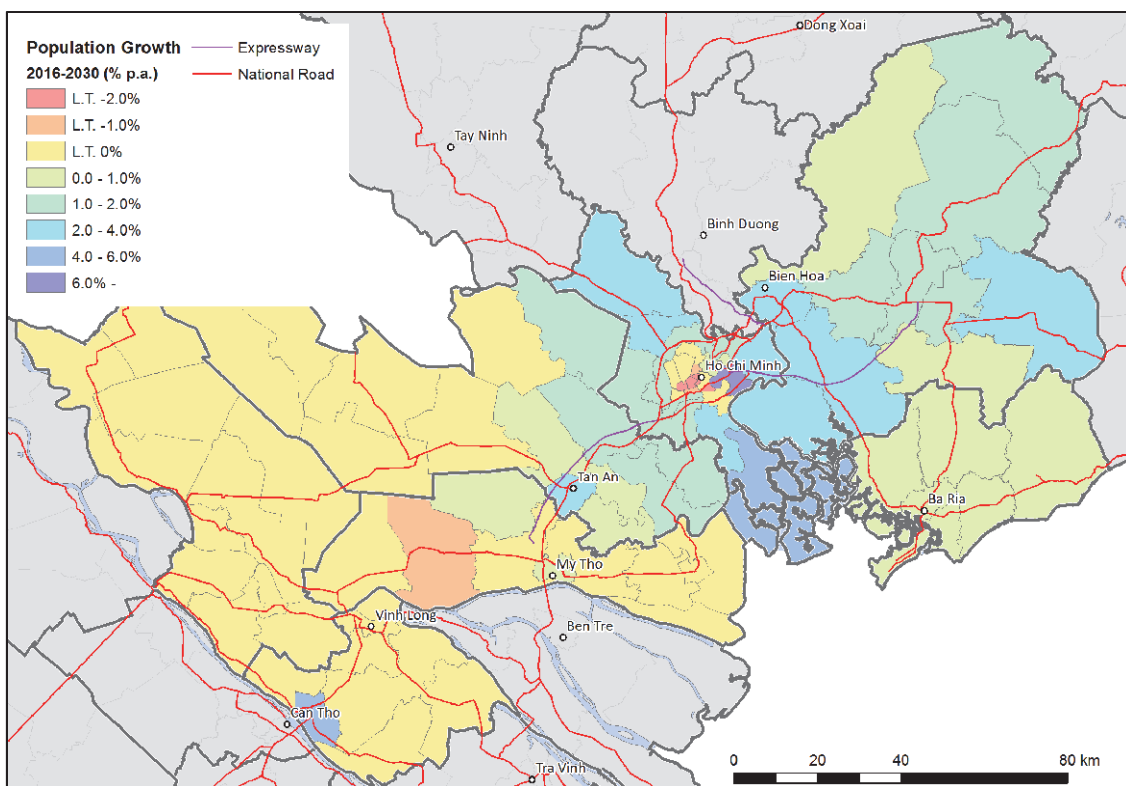 Population Growth
2016-2030 (% p.a.)
L.T. -2.0%
L.T. -1.0%
L.T. 0%
0.0 - 1.0%
1.0 - 2.0%
2.0 - 4.0%
4.0 - 6.0%
6.0% -
Expressway
National Road
Dong Xoai
Tay Ninh
Binh Duong
Bien Hoa
Ho Chi Minh
Tan An
Ba Ria
My Tho
Vinh Long
Ben Tre
Can Tho
Tra Vinh
0 20 40 60 80 km